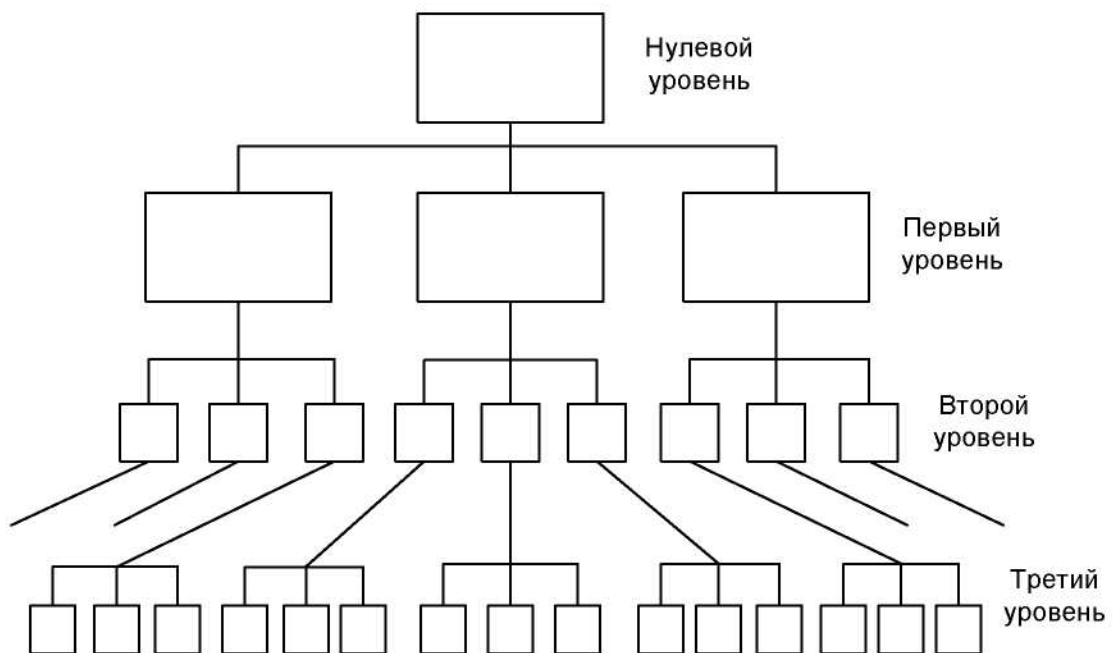 Нулевой
уровень
Первый
уровень
Второй
уровень
Третий
уровень